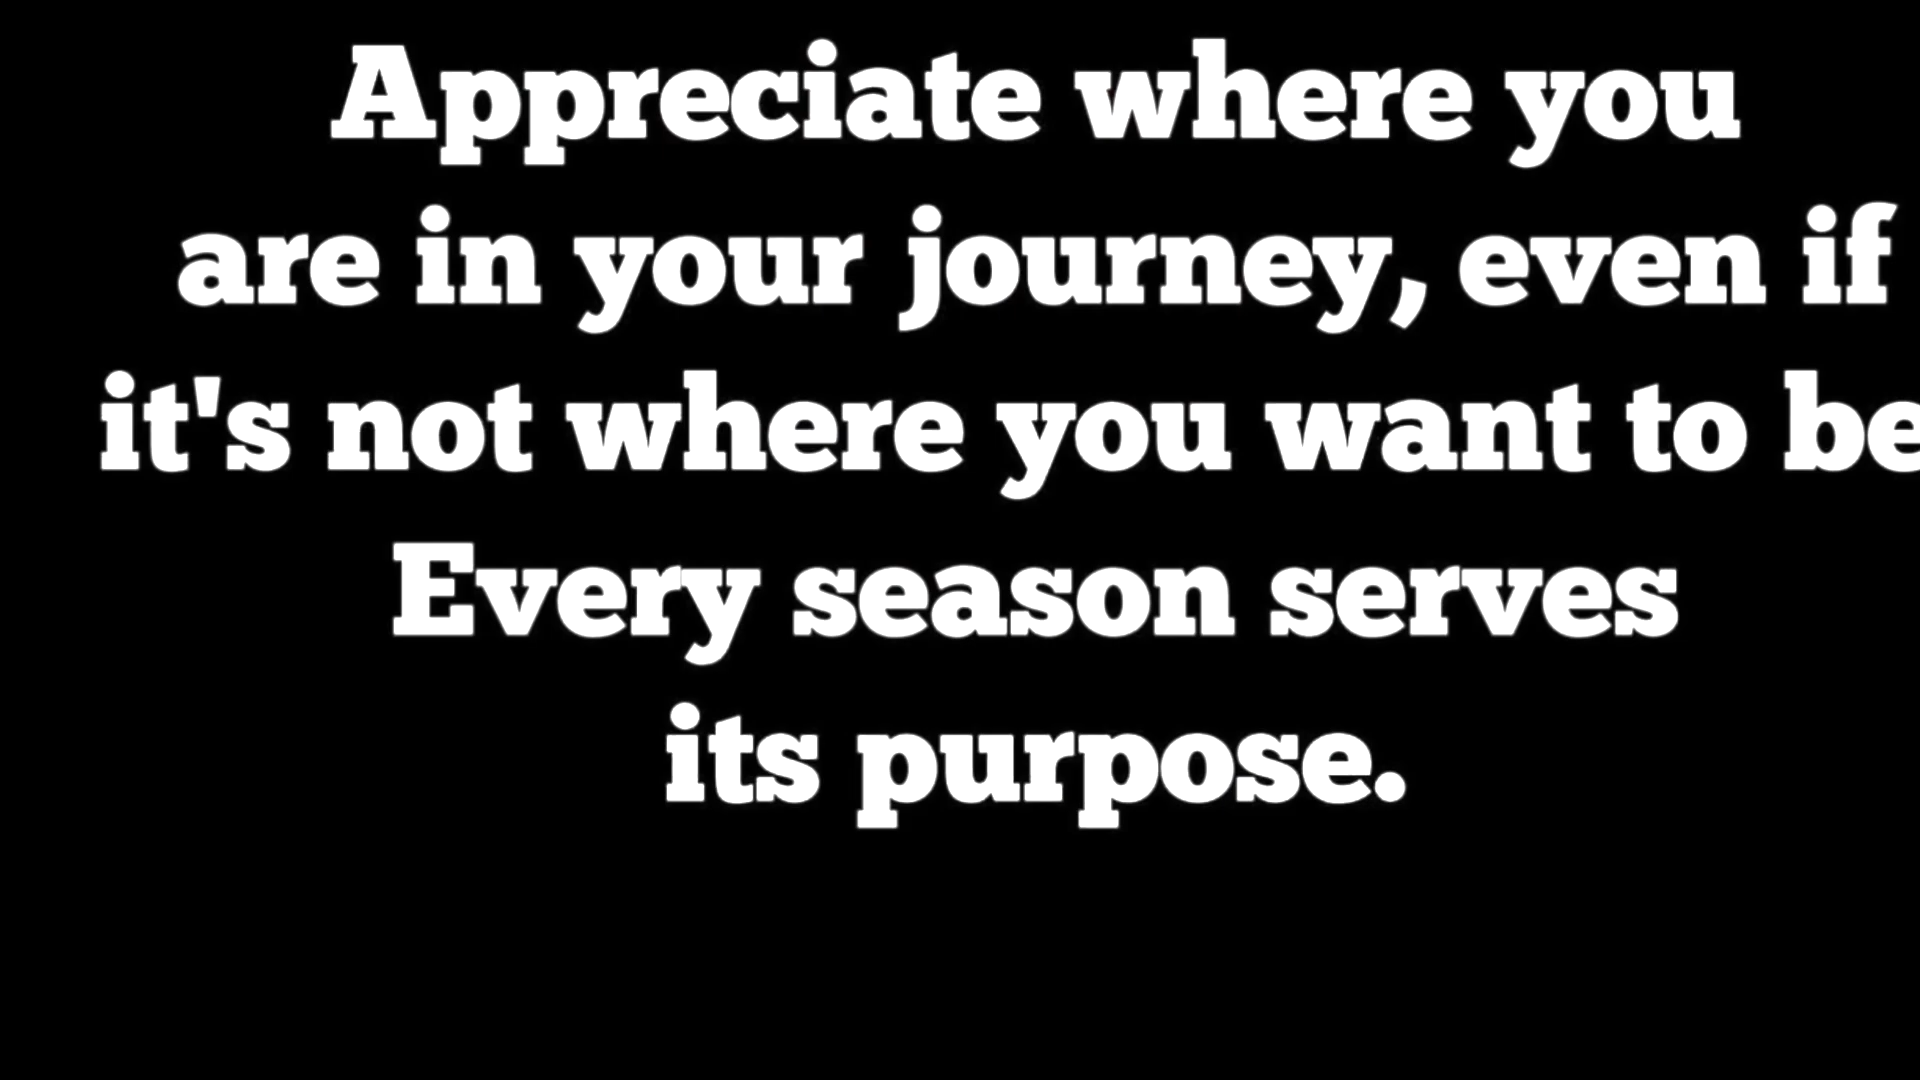 Appreciate where you
are in your journey, even if
it's not where you want to be
Every season serves
its purpose.